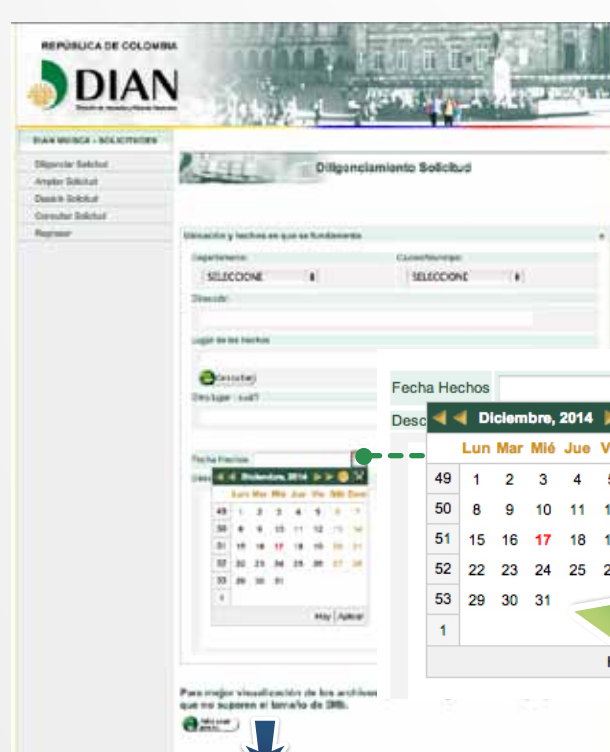 REPÚBLICA DE COLOMBIA
DIAN
DIAN MUISCA - SOLICITUDES
Diligenciar Solicitud
Ampliar Solicitud
Consultar Solicitud
Regresar
Diligenciamiento Solicitud
Ubicación y hechos en que se fundamenta
Departamento
SELECCIONE
SELECCIONE
Dirección
Lugar de los hechos
Consultar
Otro lugar
Fecha Hechos
Desc
Diciembre, 2014
Lun Mar Mié Jue Vie Sáb Dom
49 1 2 3 4 5 6 7
50 8 9 10 11 12 13 14
51 15 16 17 18 19 20 21
52 22 23 24 25 26 27 28
53 29 30 31
1
Hoy Aplicar
Fecha Hechos
Desc
Diciembre, 2014
Lun Mar Mié Jue V
49 1 2 3 4 5
50 8 9 10 11 1
51 15 16 17 18 1
52 22 23 24 25 2
53 29 30 31
1
Para mejor visualización de los archivos
que no superen el tamaño de 2Mb.